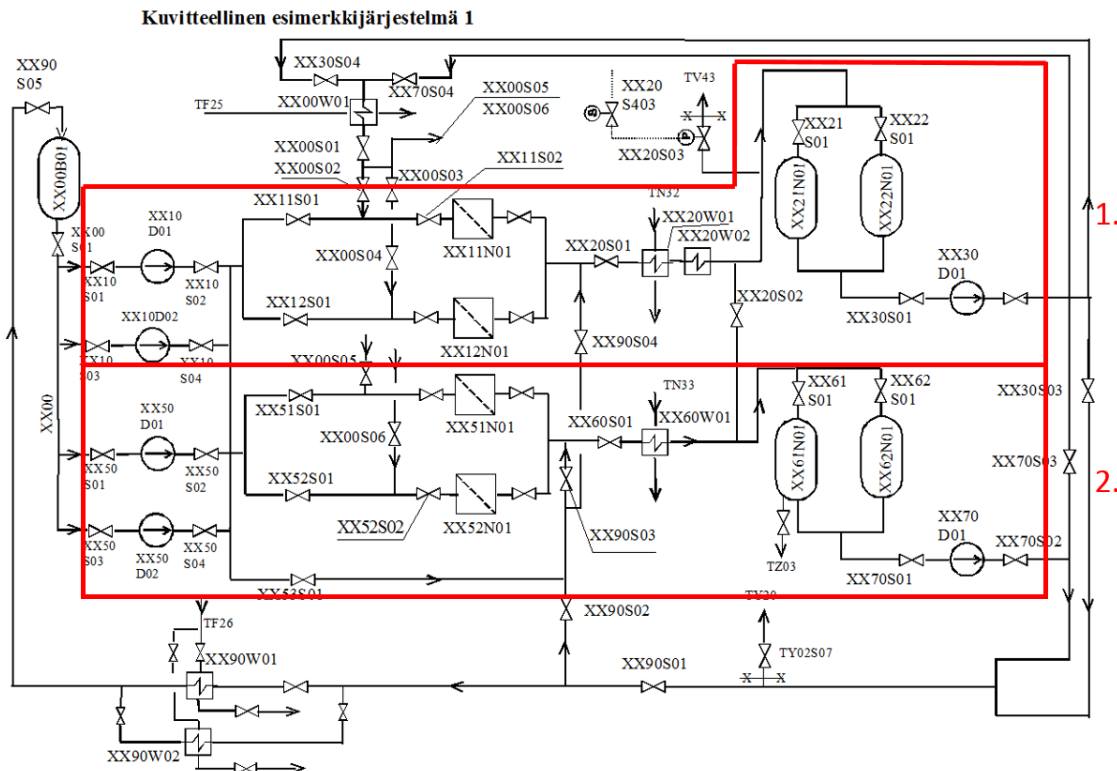 Kuvitteellinen esimerkkijärjestelmä 1
XX90
S05
XX30S04
XX70S04
XX00S05
XX00S06
XX20
S403
TV43
TF25
XX00W01
XX00B01
XX00S01
XX00S02
XX00S03
XX11S02
S
P
XX20S03
XX21
S01
XX22
S01
XX21N01
XX22N01
1.
XX00
S01
XX10
D01
XX11S01
XX11N01
TN32
XX20W01
XX20W02
XX20S01
XX10
S01
XX10
S02
XX00S04
XX30
D01
XX30S01
XX20S02
XX12S01
XX12N01
XX90S04
XX10D02
XX10
S03
XX10
S04
XX00S05
XX00
XX50
D01
XX51S01
XX51N01
TN33
XX60S01
XX60W01
XX61
S01
XX62
S01
XX61N01
XX62N01
XX30S03
XX70S03
2.
XX50
S01
XX50
S02
XX00S06
XX52S01
XX52S02
XX52N01
XX90S03
XX50
S03
XX50
D02
XX50
S04
TZ03
XX70
D01
XX70S01
XX70S02
XX53S01
XX90S02
TY20
TF26
XX90W01
XX90S01
TY02S07
XX90W02